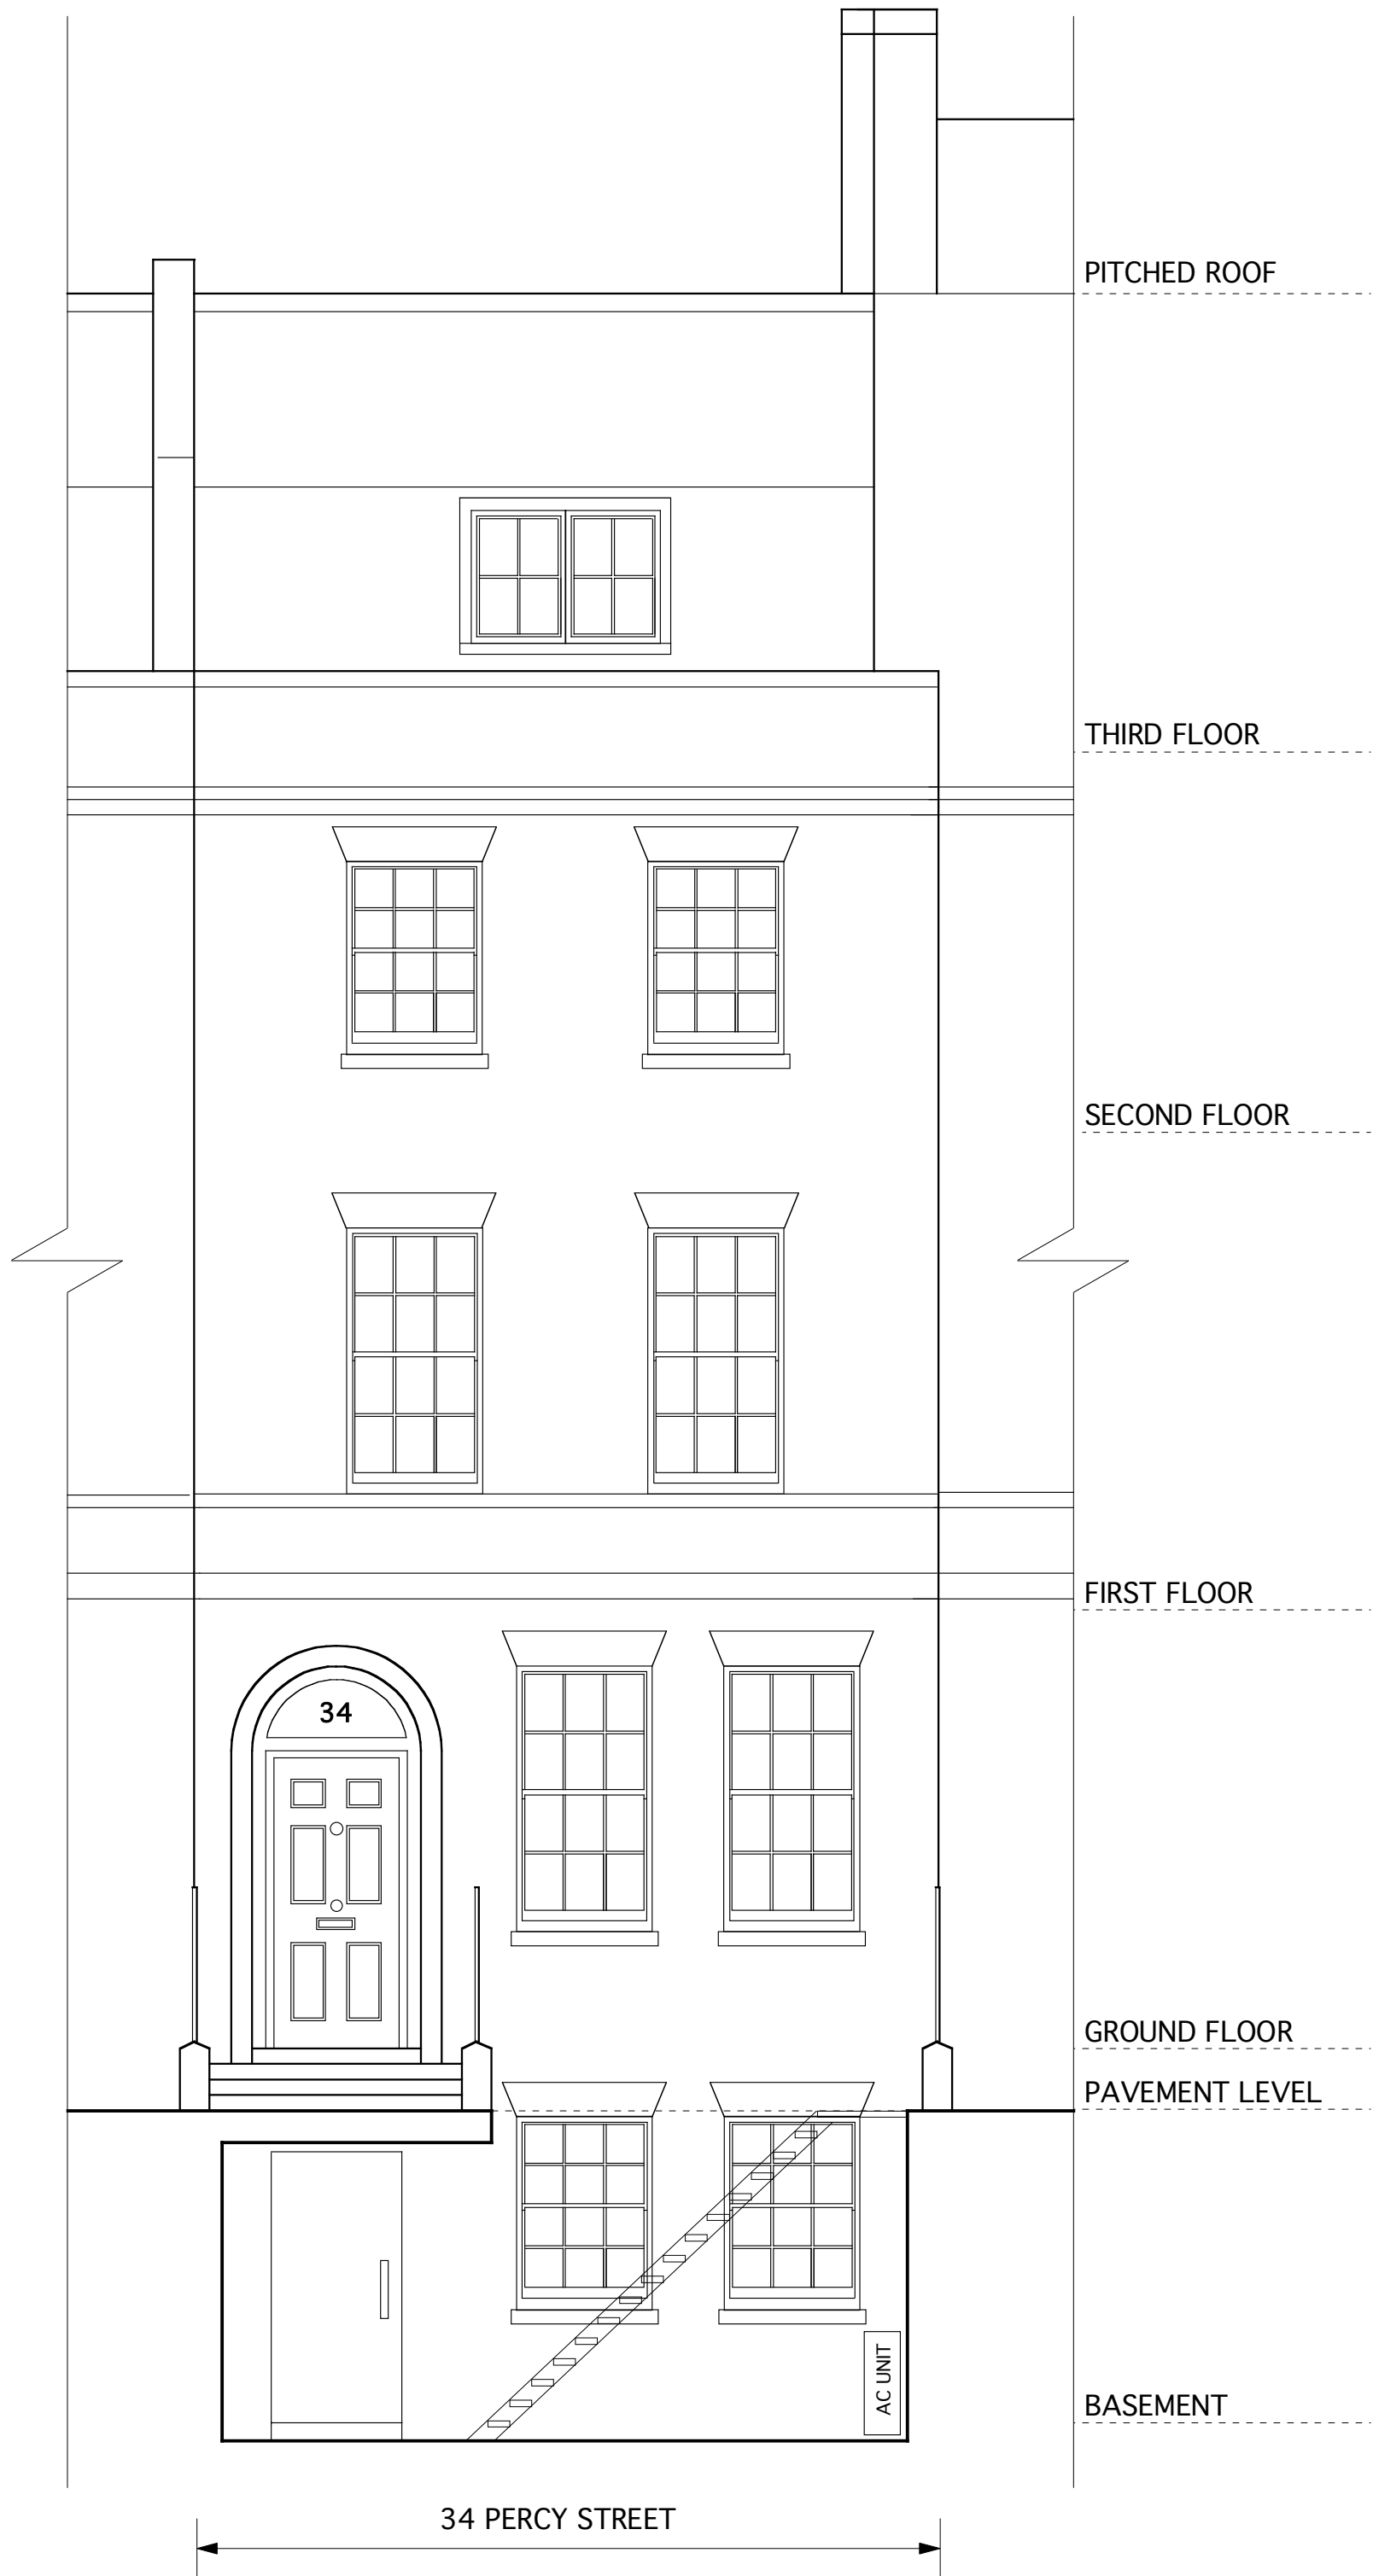 PITCHED ROOF
THIRD FLOOR
SECOND FLOOR
FIRST FLOOR
34
GROUND FLOOR
PAVEMENT LEVEL
AC UNIT
BASEMENT
34 PERCY STREET